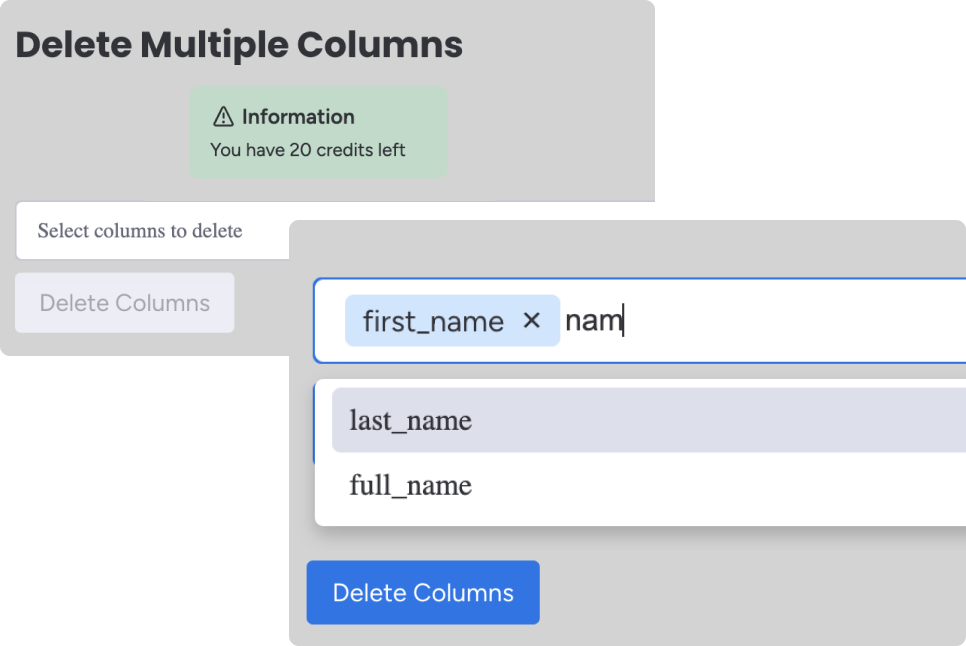 Delete Multiple Columns
Information
You have 20 credits left
Select columns to delete
Delete Columns
first_name × nam
last_name
full_name
Delete Columns